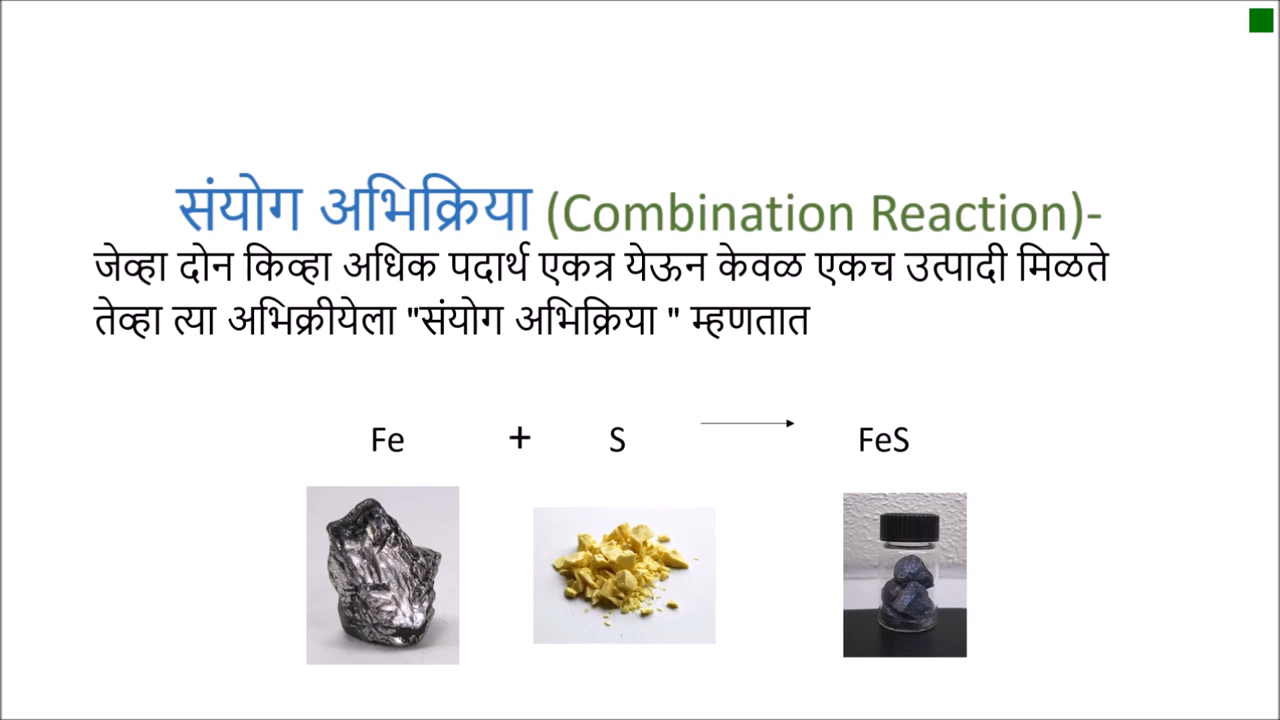 संयोग अभिक्रिया (Combination Reaction)-
जेव्हा दोन किव्हा अधिक पदार्थ एकत्र येऊन केवळ एकच उत्पादी मिळते
तेव्हा त्या अभिक्रीयेला "संयोग अभिक्रिया " म्हणतात
Fe + S → FeS